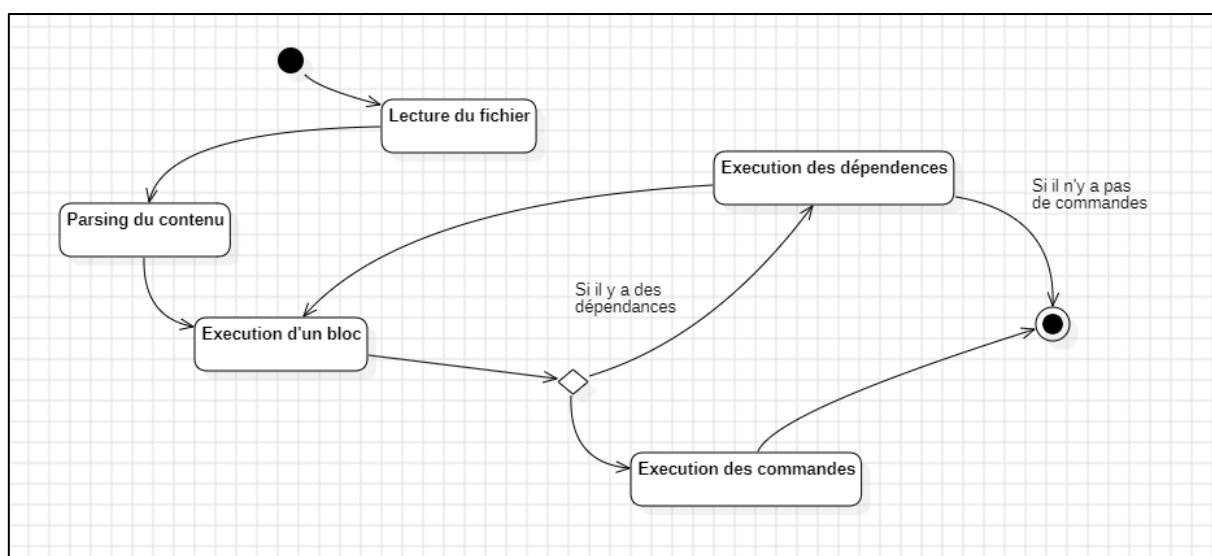 Lecture du fichier
Execution des dépendences
Si il n'y a pas
de commandes
Parsing du contenu
Si il y a des
dépendances
Execution d'un bloc
Execution des commandes